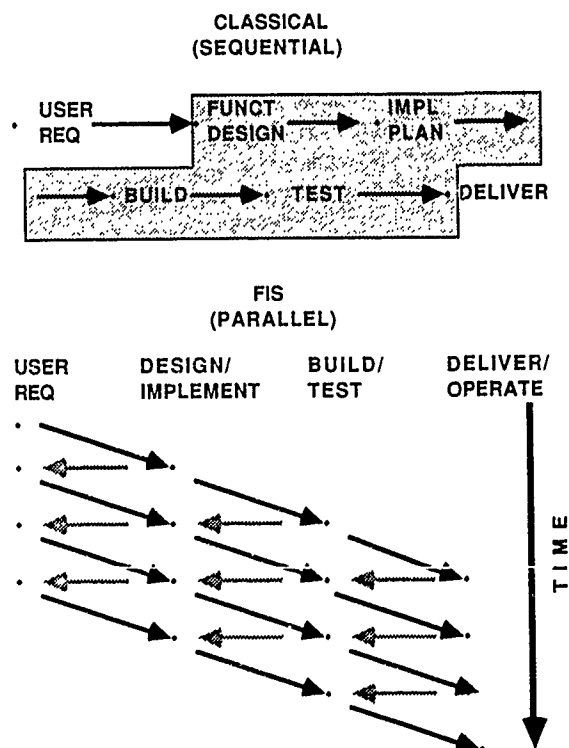 CLASSICAL
(SEQUENTIAL)
USER FUNCT IMPL
REQ DESIGN PLAN
BUILD TEST DELIVER
FIS
(PARALLEL)
USER DESIGN/ BUILD/ DELIVER/
REQ IMPLEMENT TEST OPERATE
TIME